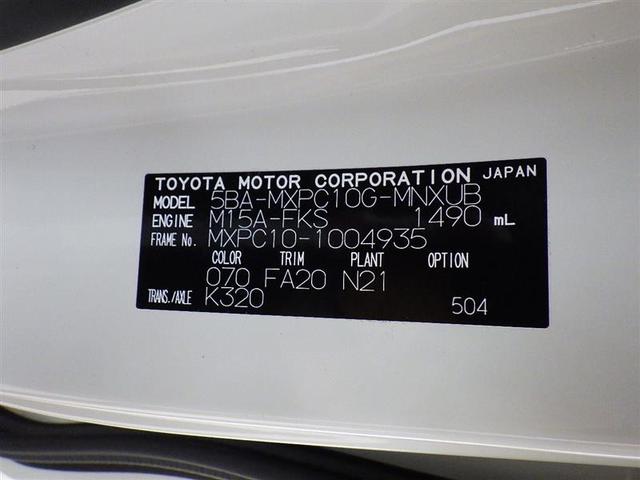 TOYOTA MOTOR CORPORATION JAPAN
MODEL 5BA-MXPC10G-MNXUB
ENGINE M15A-FKS 1490 mL
FRAME No. MXPC10-1004935
COLOR TRIM PLANT OPTION
070 FA20 N21
TRANS./AXLE K320
504